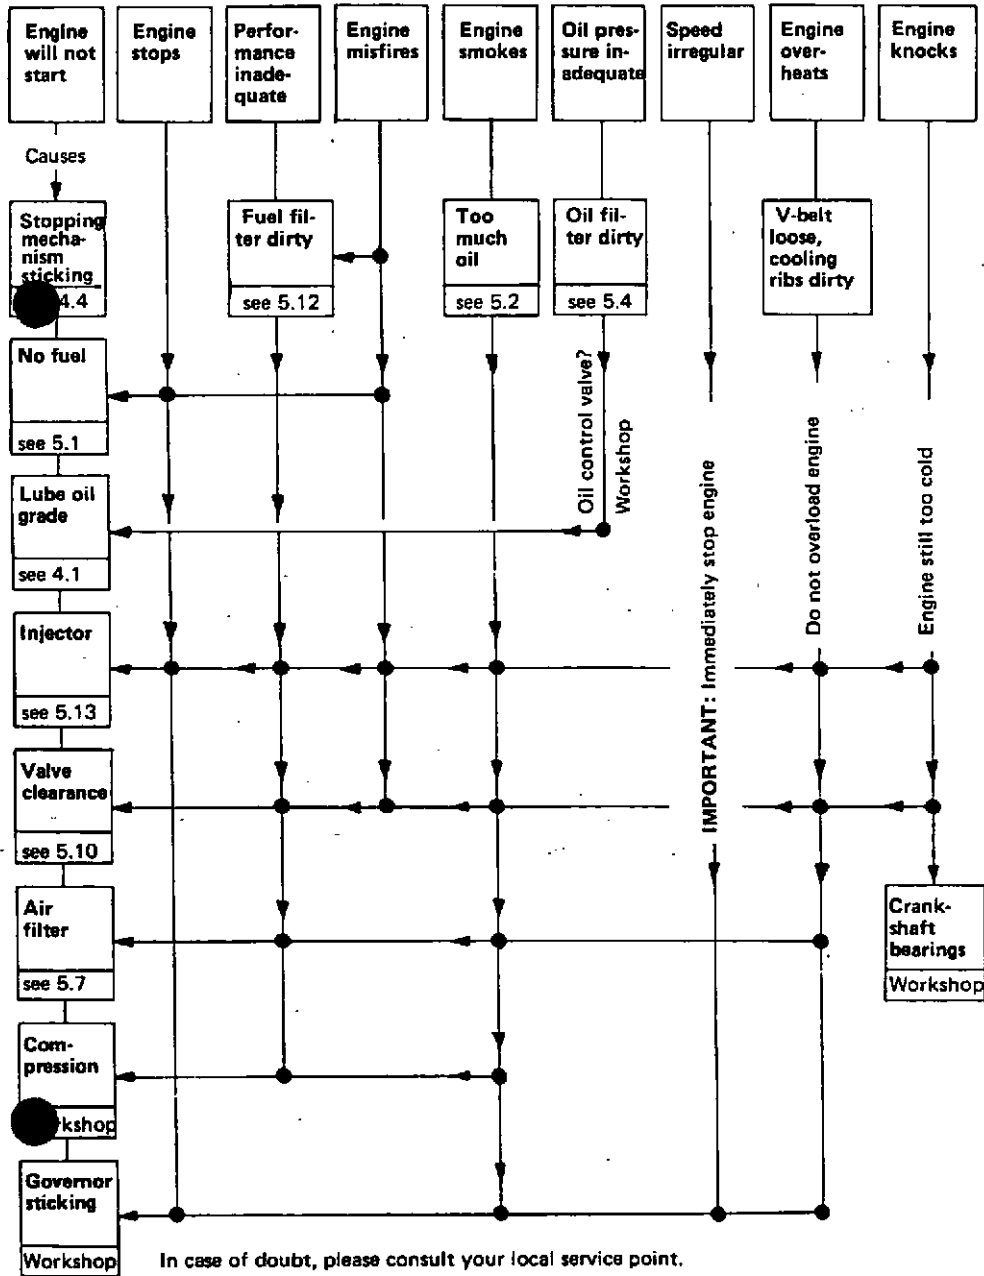 Engine
will not
start
Engine
stops
Perfor-
mance
inade-
quate
Engine
misfires
Engine
smokes
Oil pres-
sure in-
adequate
Speed
irregular
Engine
over-
heats
Engine
knocks
Causes
Stopping
mecha-
nism
sticking
4.4
Fuel fil-
ter dirty
see 5.12
Too
much
oil
see 5.2
Oil fil-
ter dirty
see 5.4
V-belt
loose,
cooling
ribs dirty
No fuel
see 5.1
Oil control valve?
Workshop
IMPORTANT: Immediately stop engine
Do not overload engine
Engine still too cold
Lube oil
grade
see 4.1
Injector
see 5.13
Valve
clearance
see 5.10
Air
filter
see 5.7
Crank-
shaft
bearings
Workshop
Com-
pression
Governor
sticking
Workshop
In case of doubt, please consult your local service point.